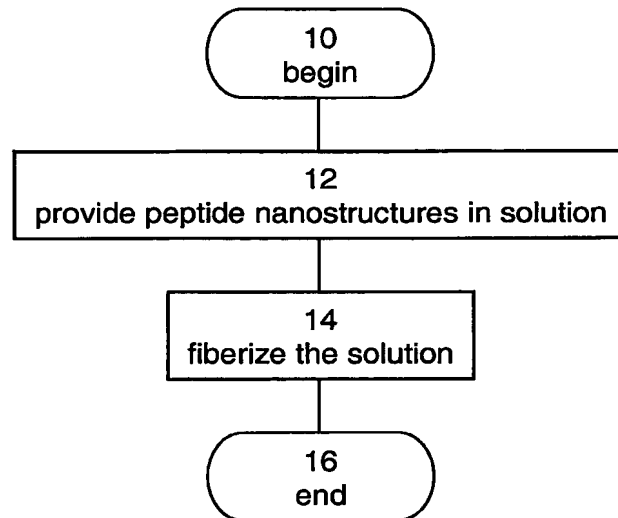 10
begin
12
provide peptide nanostructures in solution
14
fiberize the solution
16
end